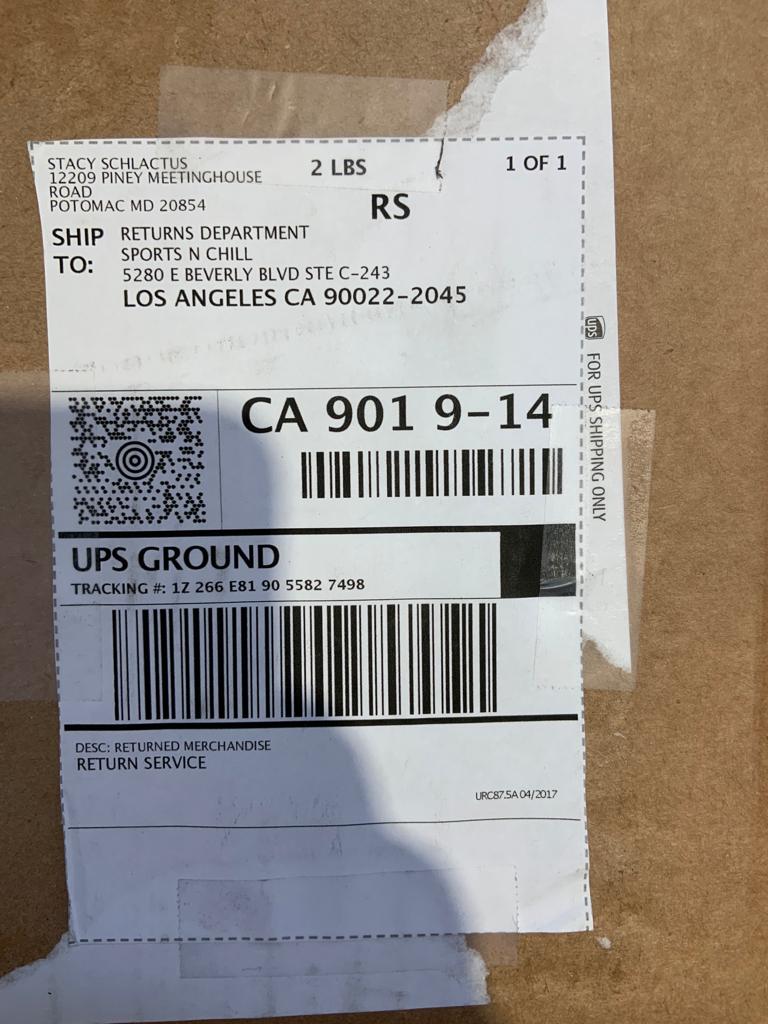 STACY SCHLACTUS
12209 PINEY MEETINGHOUSE
ROAD
POTOMAC MD 20854
2 LBS
1 OF 1
RS
SHIP
TO:
RETURNS DEPARTMENT
SPORTS N CHILL
5280 E BEVERLY BLVD STE C-243
LOS ANGELES CA 90022-2045
CA 901 9-14
UPS GROUND
TRACKING #: 1Z 266 E81 90 5582 7498
DESC: RETURNED MERCHANDISE
RETURN SERVICE
URC87.5A 04/2017
ups
FOR UPS SHIPPING ONLY